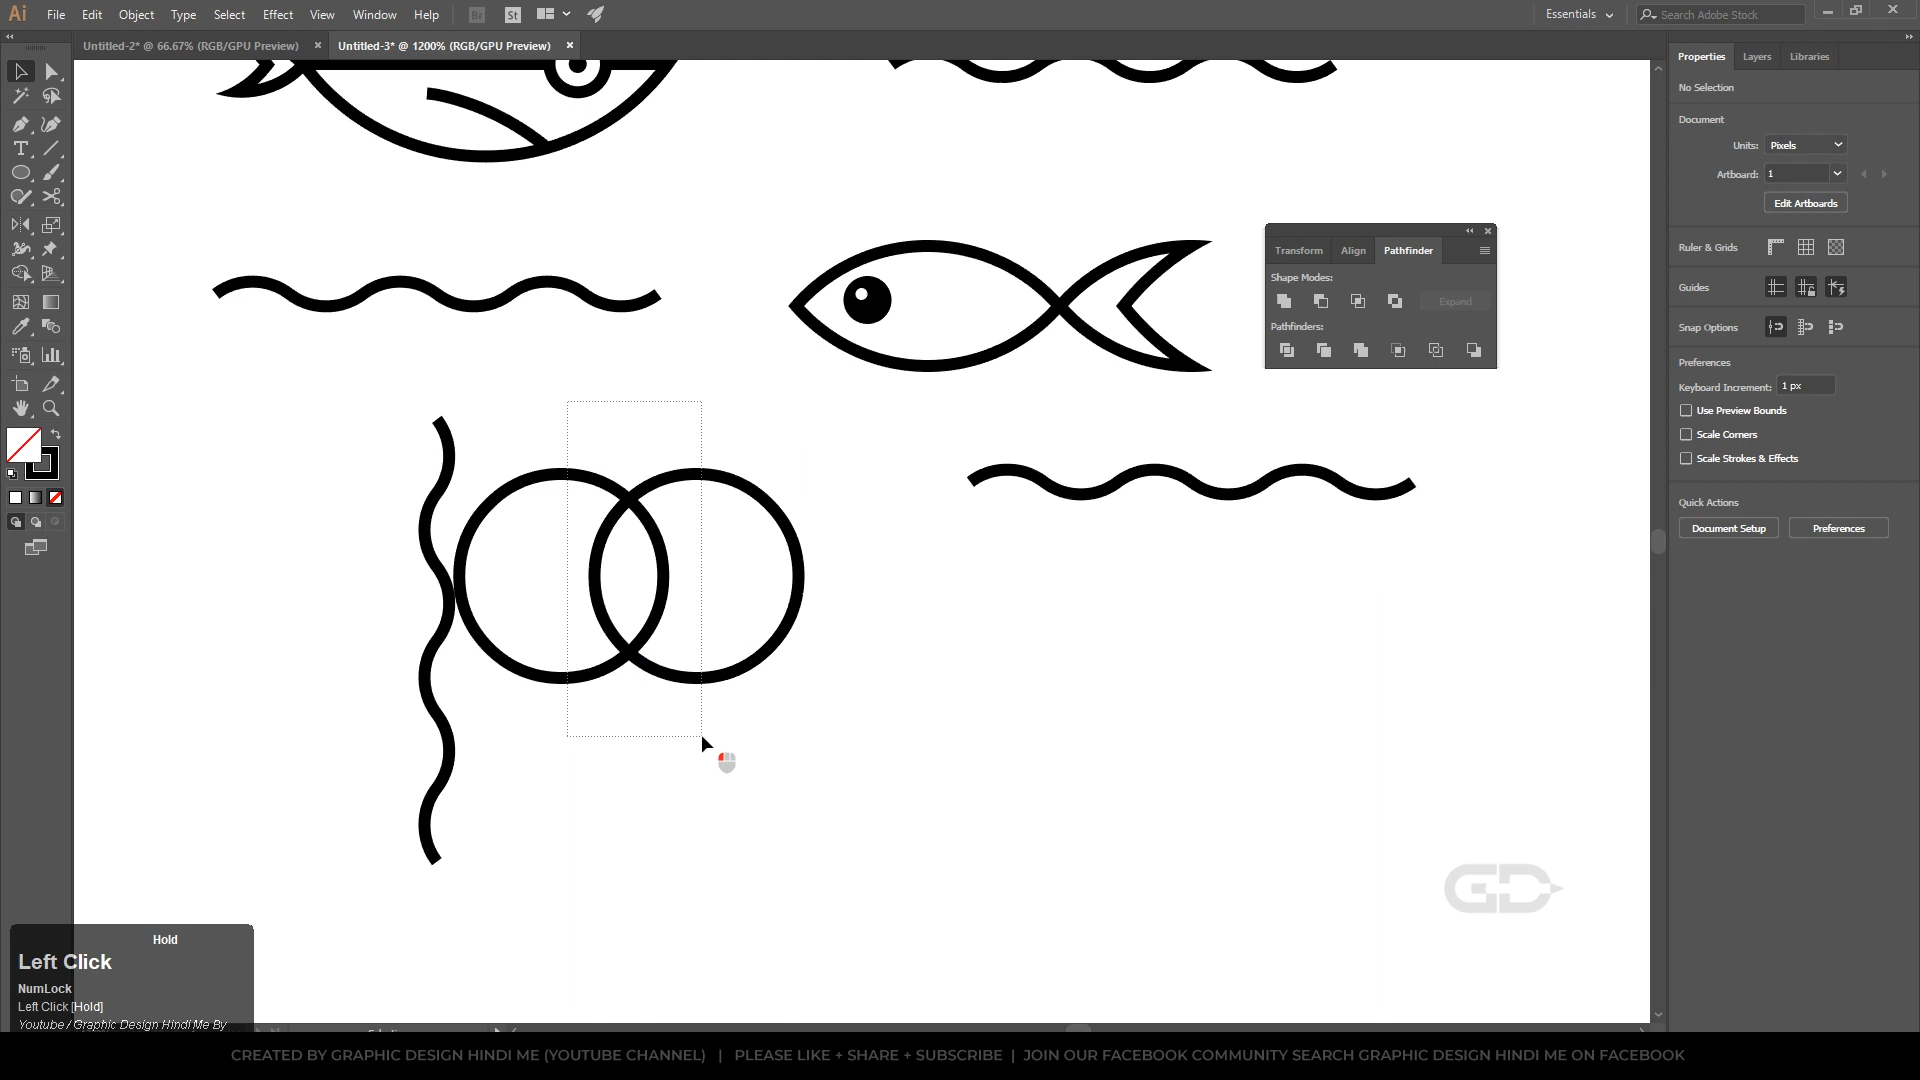 Ai File Edit Object Type Select Effect View Window Help Br St Essentials Search Adobe Stock
Untitled-2* @ 66.67% (RGB/GPU Preview) Untitled-3* @ 1200% (RGB/GPU Preview)
Properties Layers Libraries
No Selection
Document
Units: Pixels
Artboard: 1
Edit Artboards
Ruler & Grids
Guides
Snap Options
Preferences
Keyboard Increment: 1 px
Use Preview Bounds
Scale Corners
Scale Strokes & Effects
Quick Actions
Document Setup Preferences
Transform Align Pathfinder
Shape Modes:
Expand
Pathfinders:
GD
Hold
Left Click
NumLock
Left Click [Hold]
Youtube / Graphic Design Hindi Me By
CREATED BY GRAPHIC DESIGN HINDI ME (YOUTUBE CHANNEL) | PLEASE LIKE + SHARE + SUBSCRIBE | JOIN OUR FACEBOOK COMMUNITY SEARCH GRAPHIC DESIGN HINDI ME ON FACEBOOK